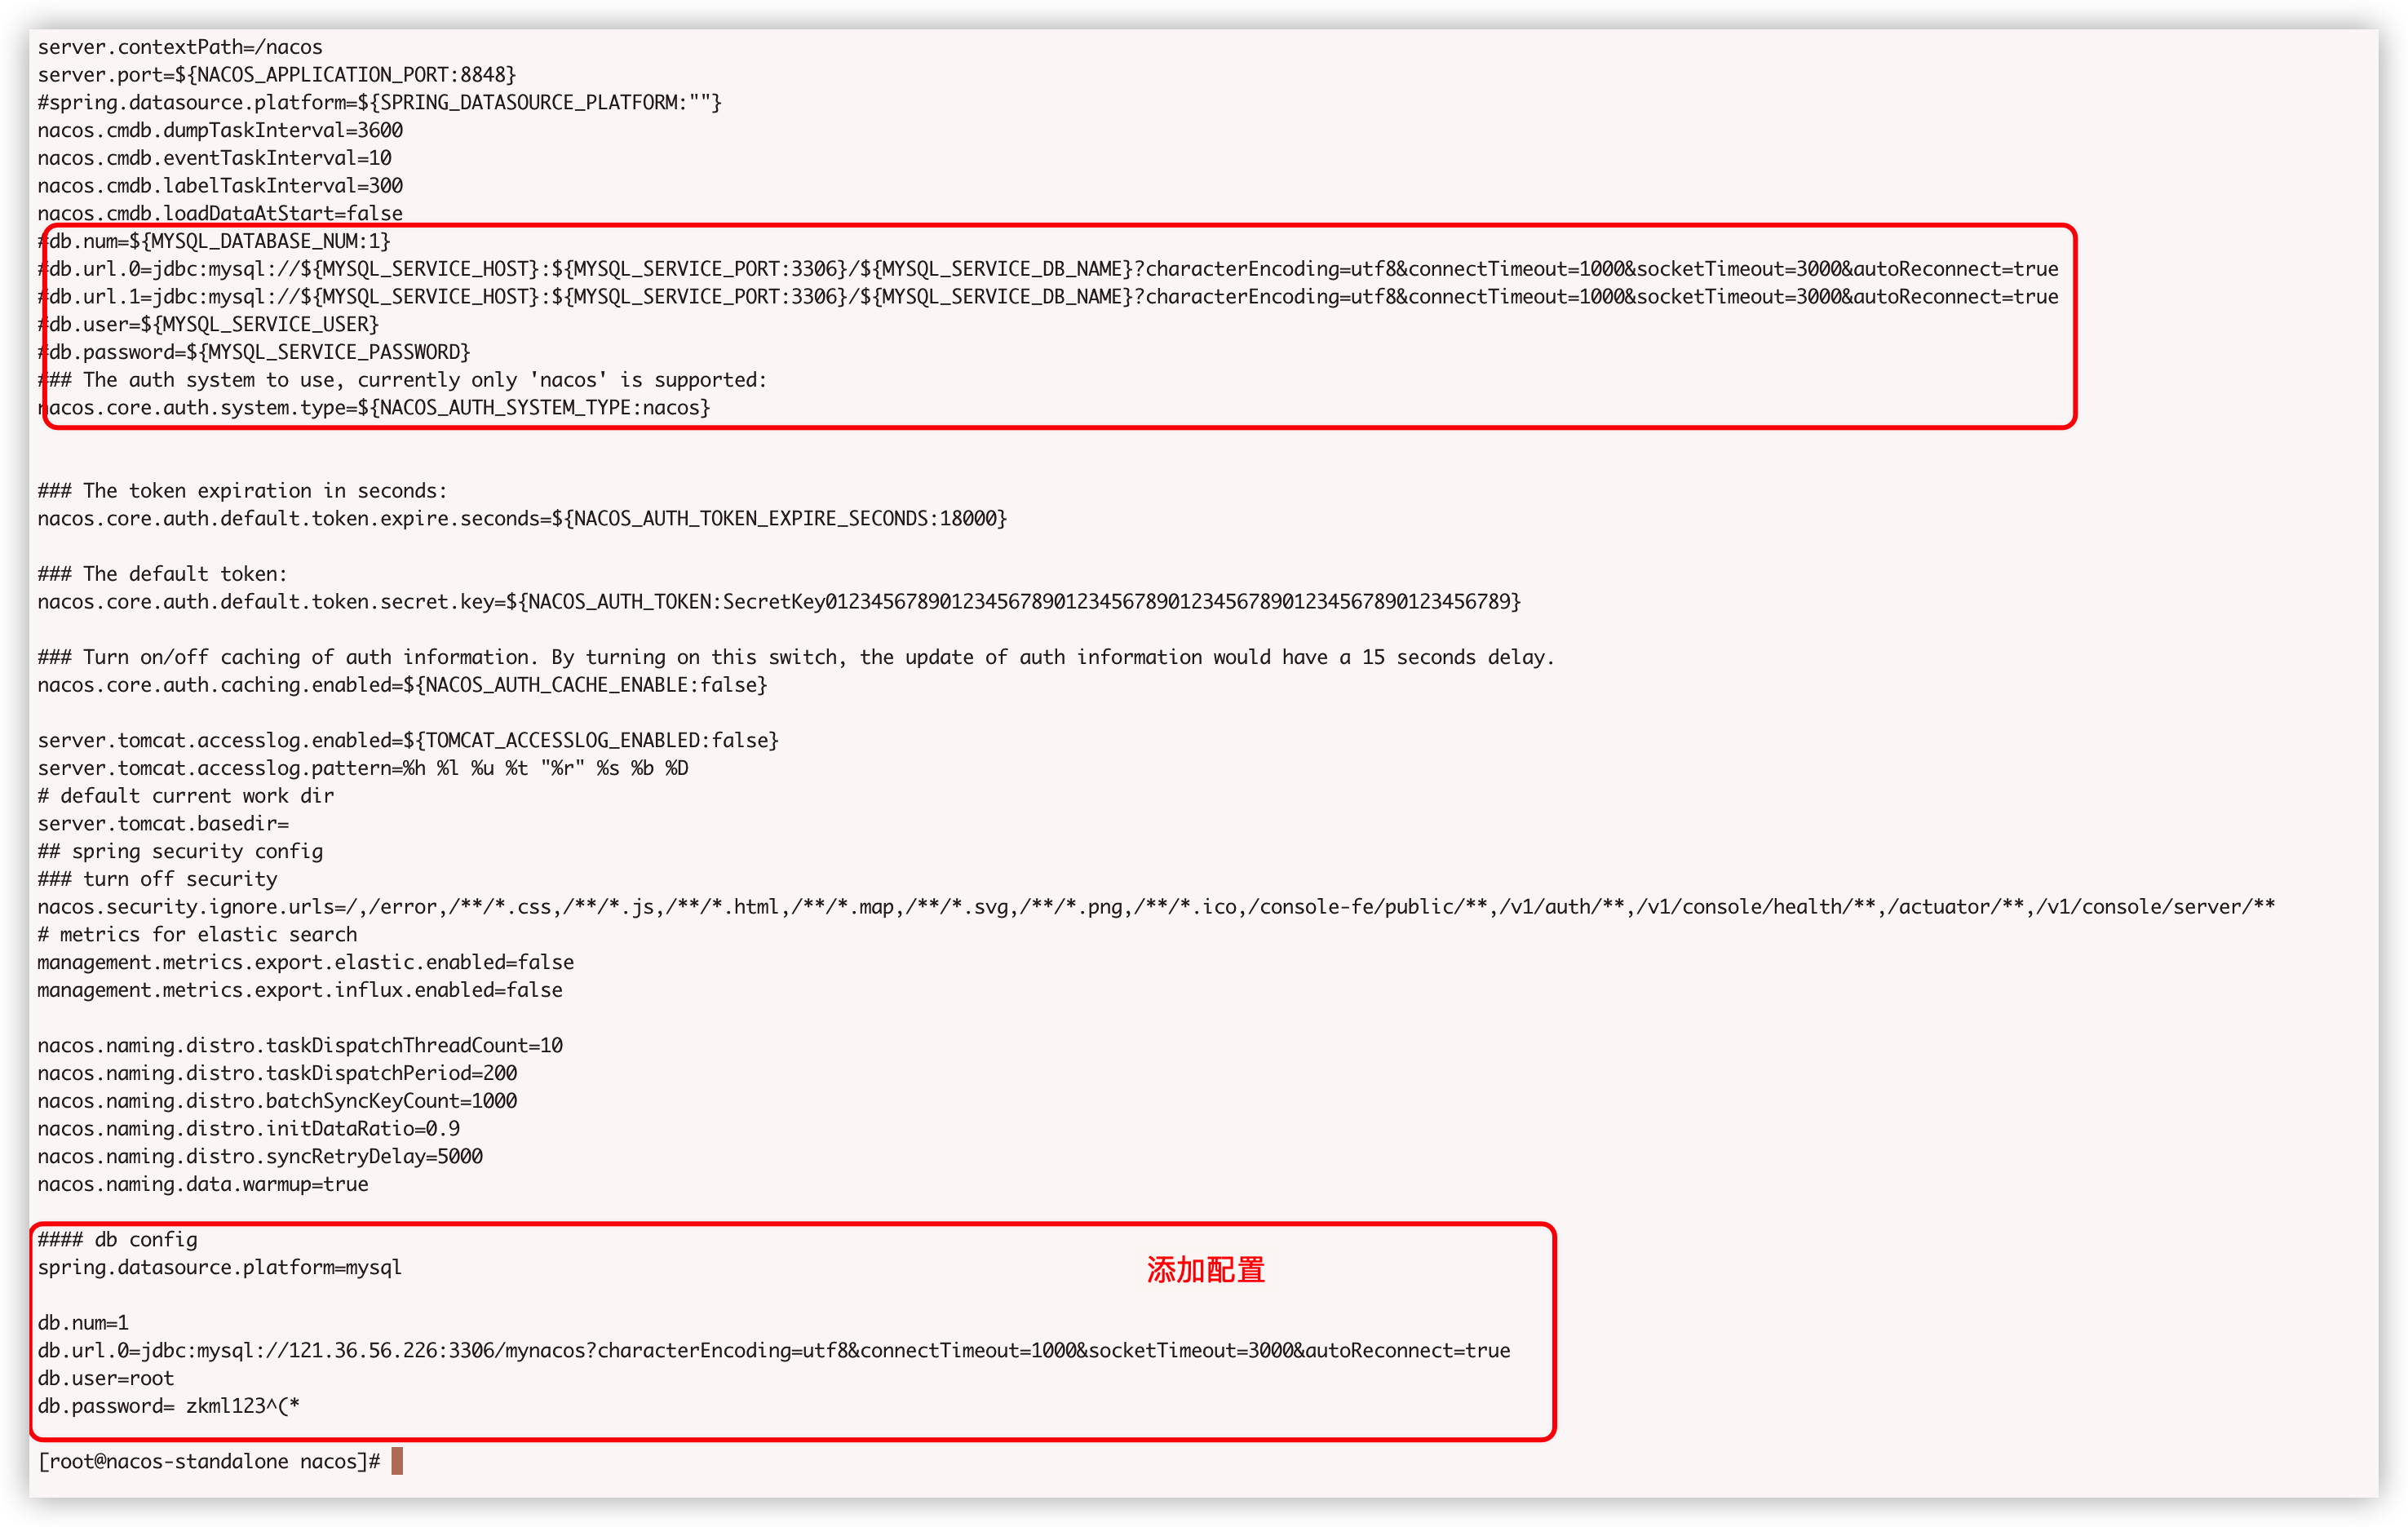 server.contextPath=/nacos
server.port=${NACOS_APPLICATION_PORT:8848}
#spring.datasource.platform=${SPRING_DATASOURCE_PLATFORM:""}
nacos.cmdb.dumpTaskInterval=3600
nacos.cmdb.eventTaskInterval=10
nacos.cmdb.labelTaskInterval=300
nacos.cmdb.loadDataAtStart=false
#db.num=${MYSQL_DATABASE_NUM:1}
#db.url.0=jdbc:mysql://${MYSQL_SERVICE_HOST}:${MYSQL_SERVICE_PORT:3306}/${MYSQL_SERVICE_DB_NAME}?characterEncoding=utf8&connectTimeout=1000&socketTimeout=3000&autoReconnect=true
#db.url.1=jdbc:mysql://${MYSQL_SERVICE_HOST}:${MYSQL_SERVICE_PORT:3306}/${MYSQL_SERVICE_DB_NAME}?characterEncoding=utf8&connectTimeout=1000&socketTimeout=3000&autoReconnect=true
#db.user=${MYSQL_SERVICE_USER}
#db.password=${MYSQL_SERVICE_PASSWORD}
### The auth system to use, currently only 'nacos' is supported:
nacos.core.auth.system.type=${NACOS_AUTH_SYSTEM_TYPE:nacos}
### The token expiration in seconds:
nacos.core.auth.default.token.expire.seconds=${NACOS_AUTH_TOKEN_EXPIRE_SECONDS:18000}
### The default token:
nacos.core.auth.default.token.secret.key=${NACOS_AUTH_TOKEN:SecretKey012345678901234567890123456789012345678901234567890123456789}
### Turn on/off caching of auth information. By turning on this switch, the update of auth information would have a 15 seconds delay.
nacos.core.auth.caching.enabled=${NACOS_AUTH_CACHE_ENABLE:false}
server.tomcat.accesslog.enabled=${TOMCAT_ACCESSLOG_ENABLED:false}
server.tomcat.accesslog.pattern=%h %l %u %t "%r" %s %b %D
# default current work dir
server.tomcat.basedir=
## spring security config
### turn off security
nacos.security.ignore.urls=/,/error,/**/*.css,/**/*.js,/**/*.html,/**/*.map,/**/*.svg,/**/*.png,/**/*.ico,/console-fe/public/**,/v1/auth/**,/v1/console/health/**,/actuator/**,/v1/console/server/**
# metrics for elastic search
management.metrics.export.elastic.enabled=false
management.metrics.export.influx.enabled=false
nacos.naming.distro.taskDispatchThreadCount=10
nacos.naming.distro.taskDispatchPeriod=200
nacos.naming.distro.batchSyncKeyCount=1000
nacos.naming.distro.initDataRatio=0.9
nacos.naming.distro.syncRetryDelay=5000
nacos.naming.data.warmup=true
#### db config
spring.datasource.platform=mysql
添加配置
db.num=1
db.url.0=jdbc:mysql://121.36.56.226:3306/mynacos?characterEncoding=utf8&connectTimeout=1000&socketTimeout=3000&autoReconnect=true
db.user=root
db.password= zkml123^(*
[root@nacos-standalone nacos]#